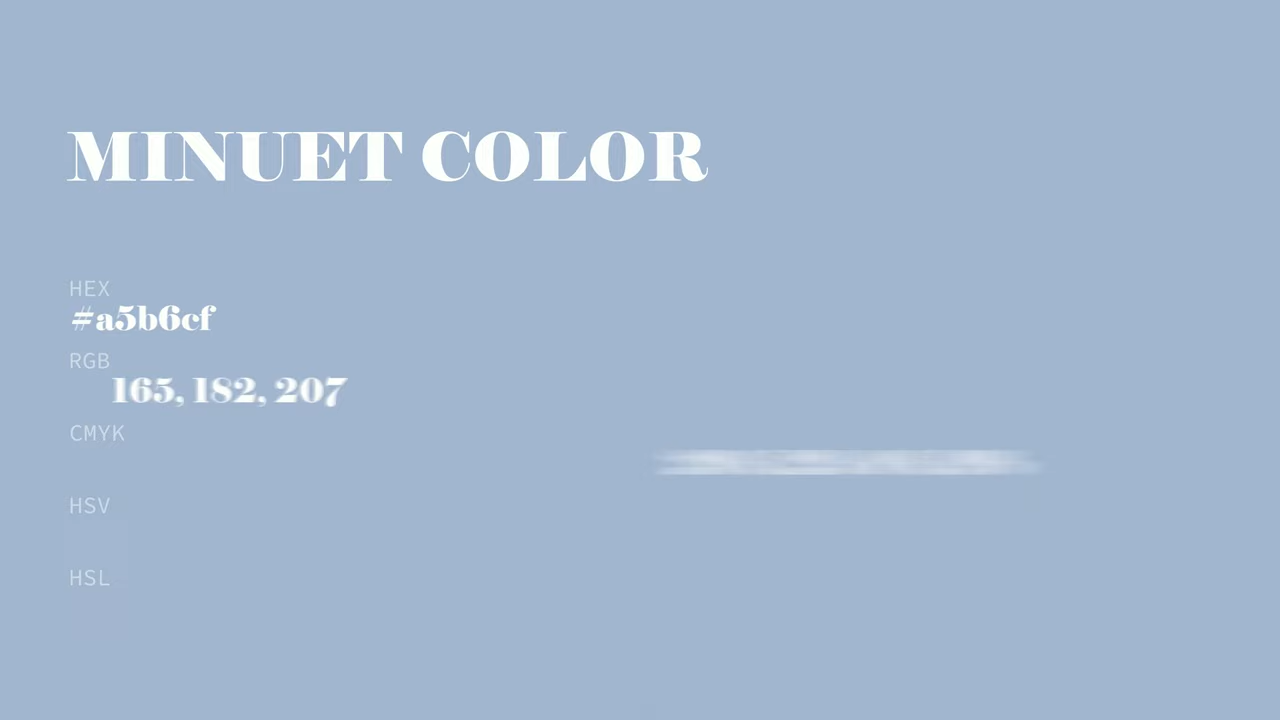 MINUET COLOR
HEX
#a5b6cf
RGB
165, 182, 207
CMYK
HSV
HSL